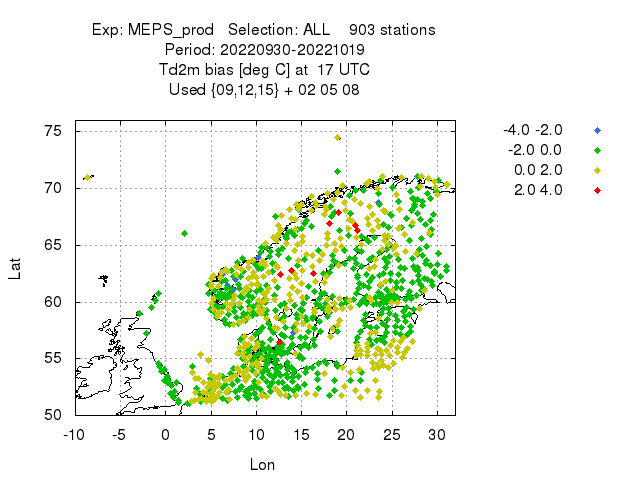 Exp: MEPS_prod   Selection: ALL    903 stations
Period: 20220930-20221019
Td2m bias [deg C] at  17 UTC
Used {09,12,15} + 02 05 08
-4.0 -2.0
-2.0  0.0
0.0  2.0
2.0  4.0
75
70
65
60
55
50
Lat
-10 -5 0 5 10 15 20 25 30
Lon